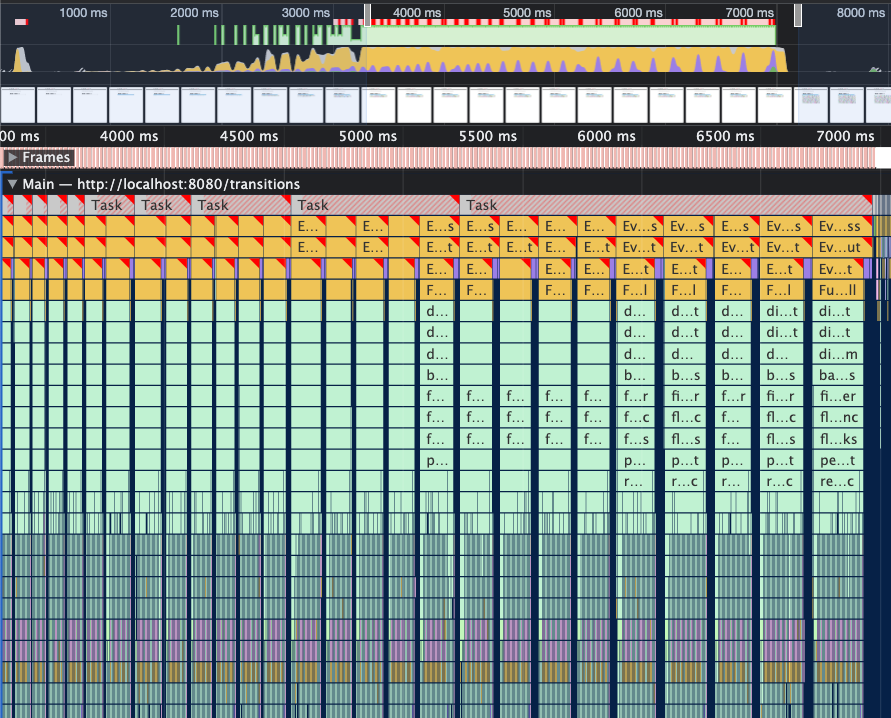 1000 ms 2000 ms 3000 ms 4000 ms 5000 ms 6000 ms 7000 ms 8000 ms
00 ms 4000 ms 4500 ms 5000 ms 5500 ms 6000 ms 6500 ms 7000 ms
Frames
Main — http://localhost:8080/transitions
Task Task Task Task Task
E... E... E...s E...s E... E... E... Ev...s Ev...s E...s Ev...s Ev...ss
E... E... E...t E...t E...t E... E...t Ev...t Ev...t Ev...t Ev...t Ev...ut
E... E... E... E... E...t E...t E... E...t Ev...t
F... F... F... F... F...l F...l F... F...l Fu...ll
d... d... d...t d... di...t di...t
d... d... d...t d... di...t di...t
d... d... d... d... d... di...m
b... b... b...s b... b...s ba...s
f... f... f... f... f... f...r fi...r f...r fi...r fi...er
f... f... f... f... f... f...c fl...c f... fl...c fl...nc
f... f... f... f... f... f...s fl...s f... fl...s fl...ks
p... p... p...t p... p...t pe...t
r... r...c r... r...c re...c